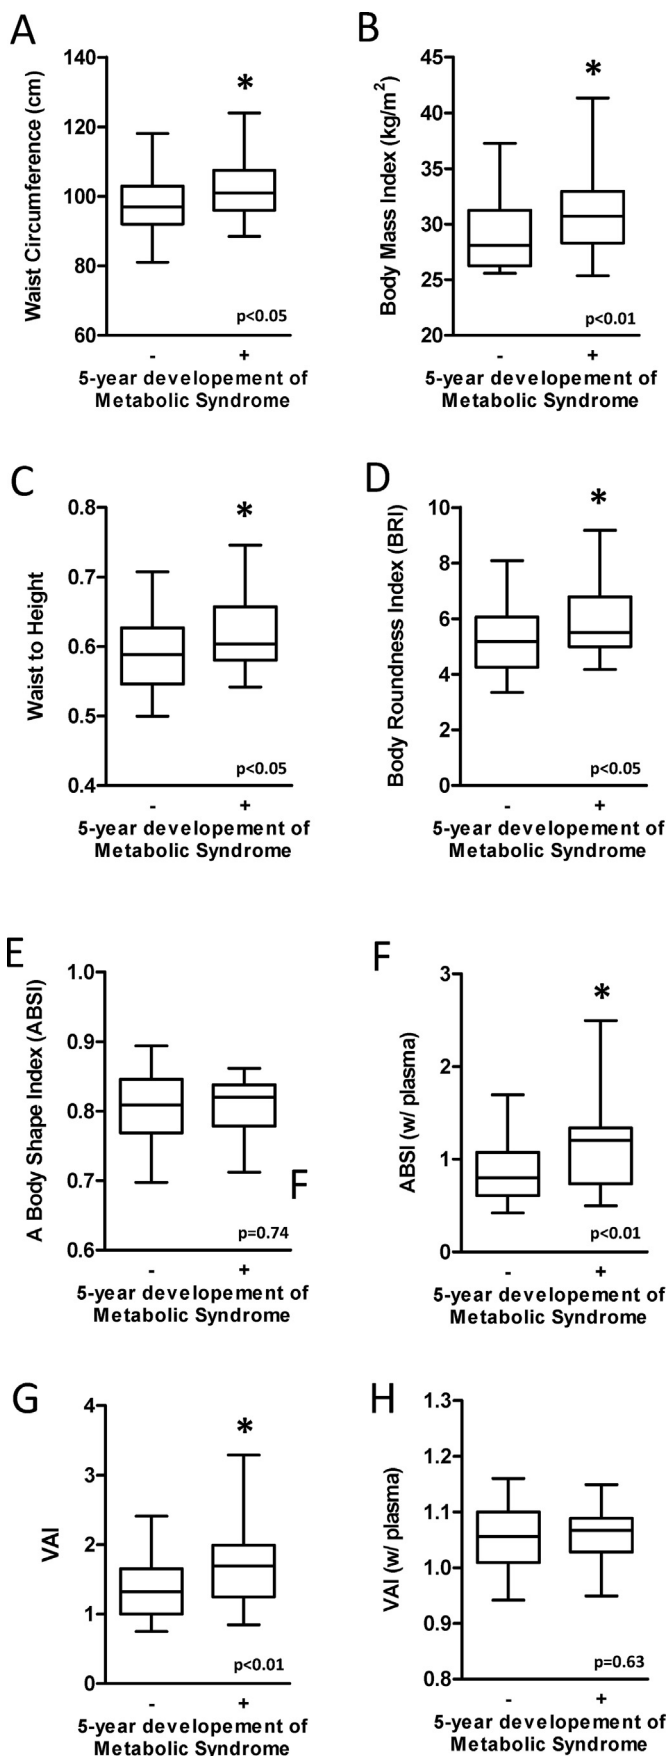 A
Waist Circumference (cm)
140
120
100
80
60
*
p<0.05
- +
5-year developement of
Metabolic Syndrome
B
Body Mass Index (kg/m²)
45
40
35
30
25
20
*
p<0.01
- +
5-year developement of
Metabolic Syndrome
C
Waist to Height
0.8
0.7
0.6
0.5
0.4
*
p<0.05
- +
5-year developement of
Metabolic Syndrome
D
Body Roundness Index (BRI)
10
8
6
4
2
0
*
p<0.05
- +
5-year developement of
Metabolic Syndrome
E
A Body Shape Index (ABSI)
1.0
0.9
0.8
0.7
0.6
F
p=0.74
- +
5-year developement of
Metabolic Syndrome
F
ABSI (w/ plasma)
3
2
1
0
*
p<0.01
- +
5-year developement of
Metabolic Syndrome
G
VAI
4
3
2
1
0
*
p<0.01
- +
5-year developement of
Metabolic Syndrome
H
VAI (w/ plasma)
1.3
1.2
1.1
1.0
0.9
0.8
p=0.63
- +
5-year developement of
Metabolic Syndrome